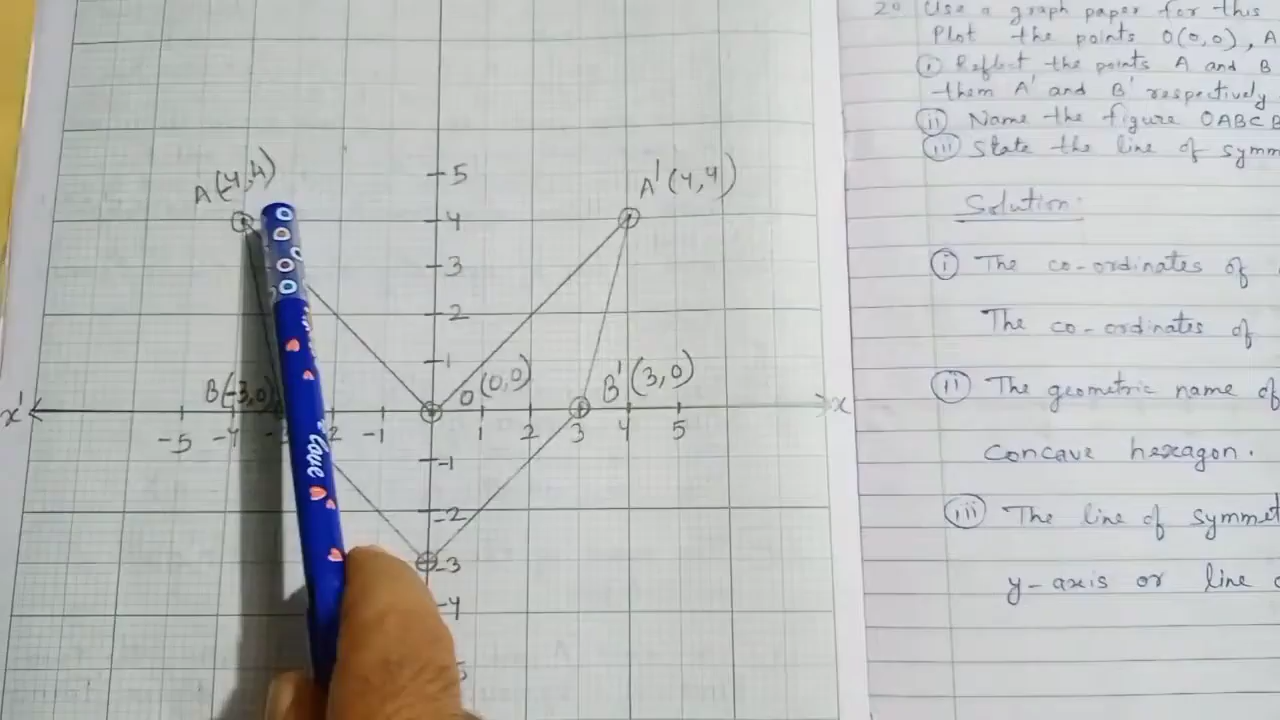 5
A(-4,4)
A'(4,4)
4
3
2
1
O(0,0)
B'(3,0)
B(-3,0)
x'
x
-5 -4 -3 2 -1 1 2 3 4 5
-1
-2
-3
-4
Love
20 Use a graph paper for this
Plot the points O(0,0), A
(i) Reflect the points A and B
them A' and B' respectively.
(ii) Name the figure OABCB
(iii) State the line of symm
Solution:
(i) The co-ordinates of
The co-ordinates of
(ii) The geometric name of
concave hexagon.
(iii) The line of symmet
y-axis or line